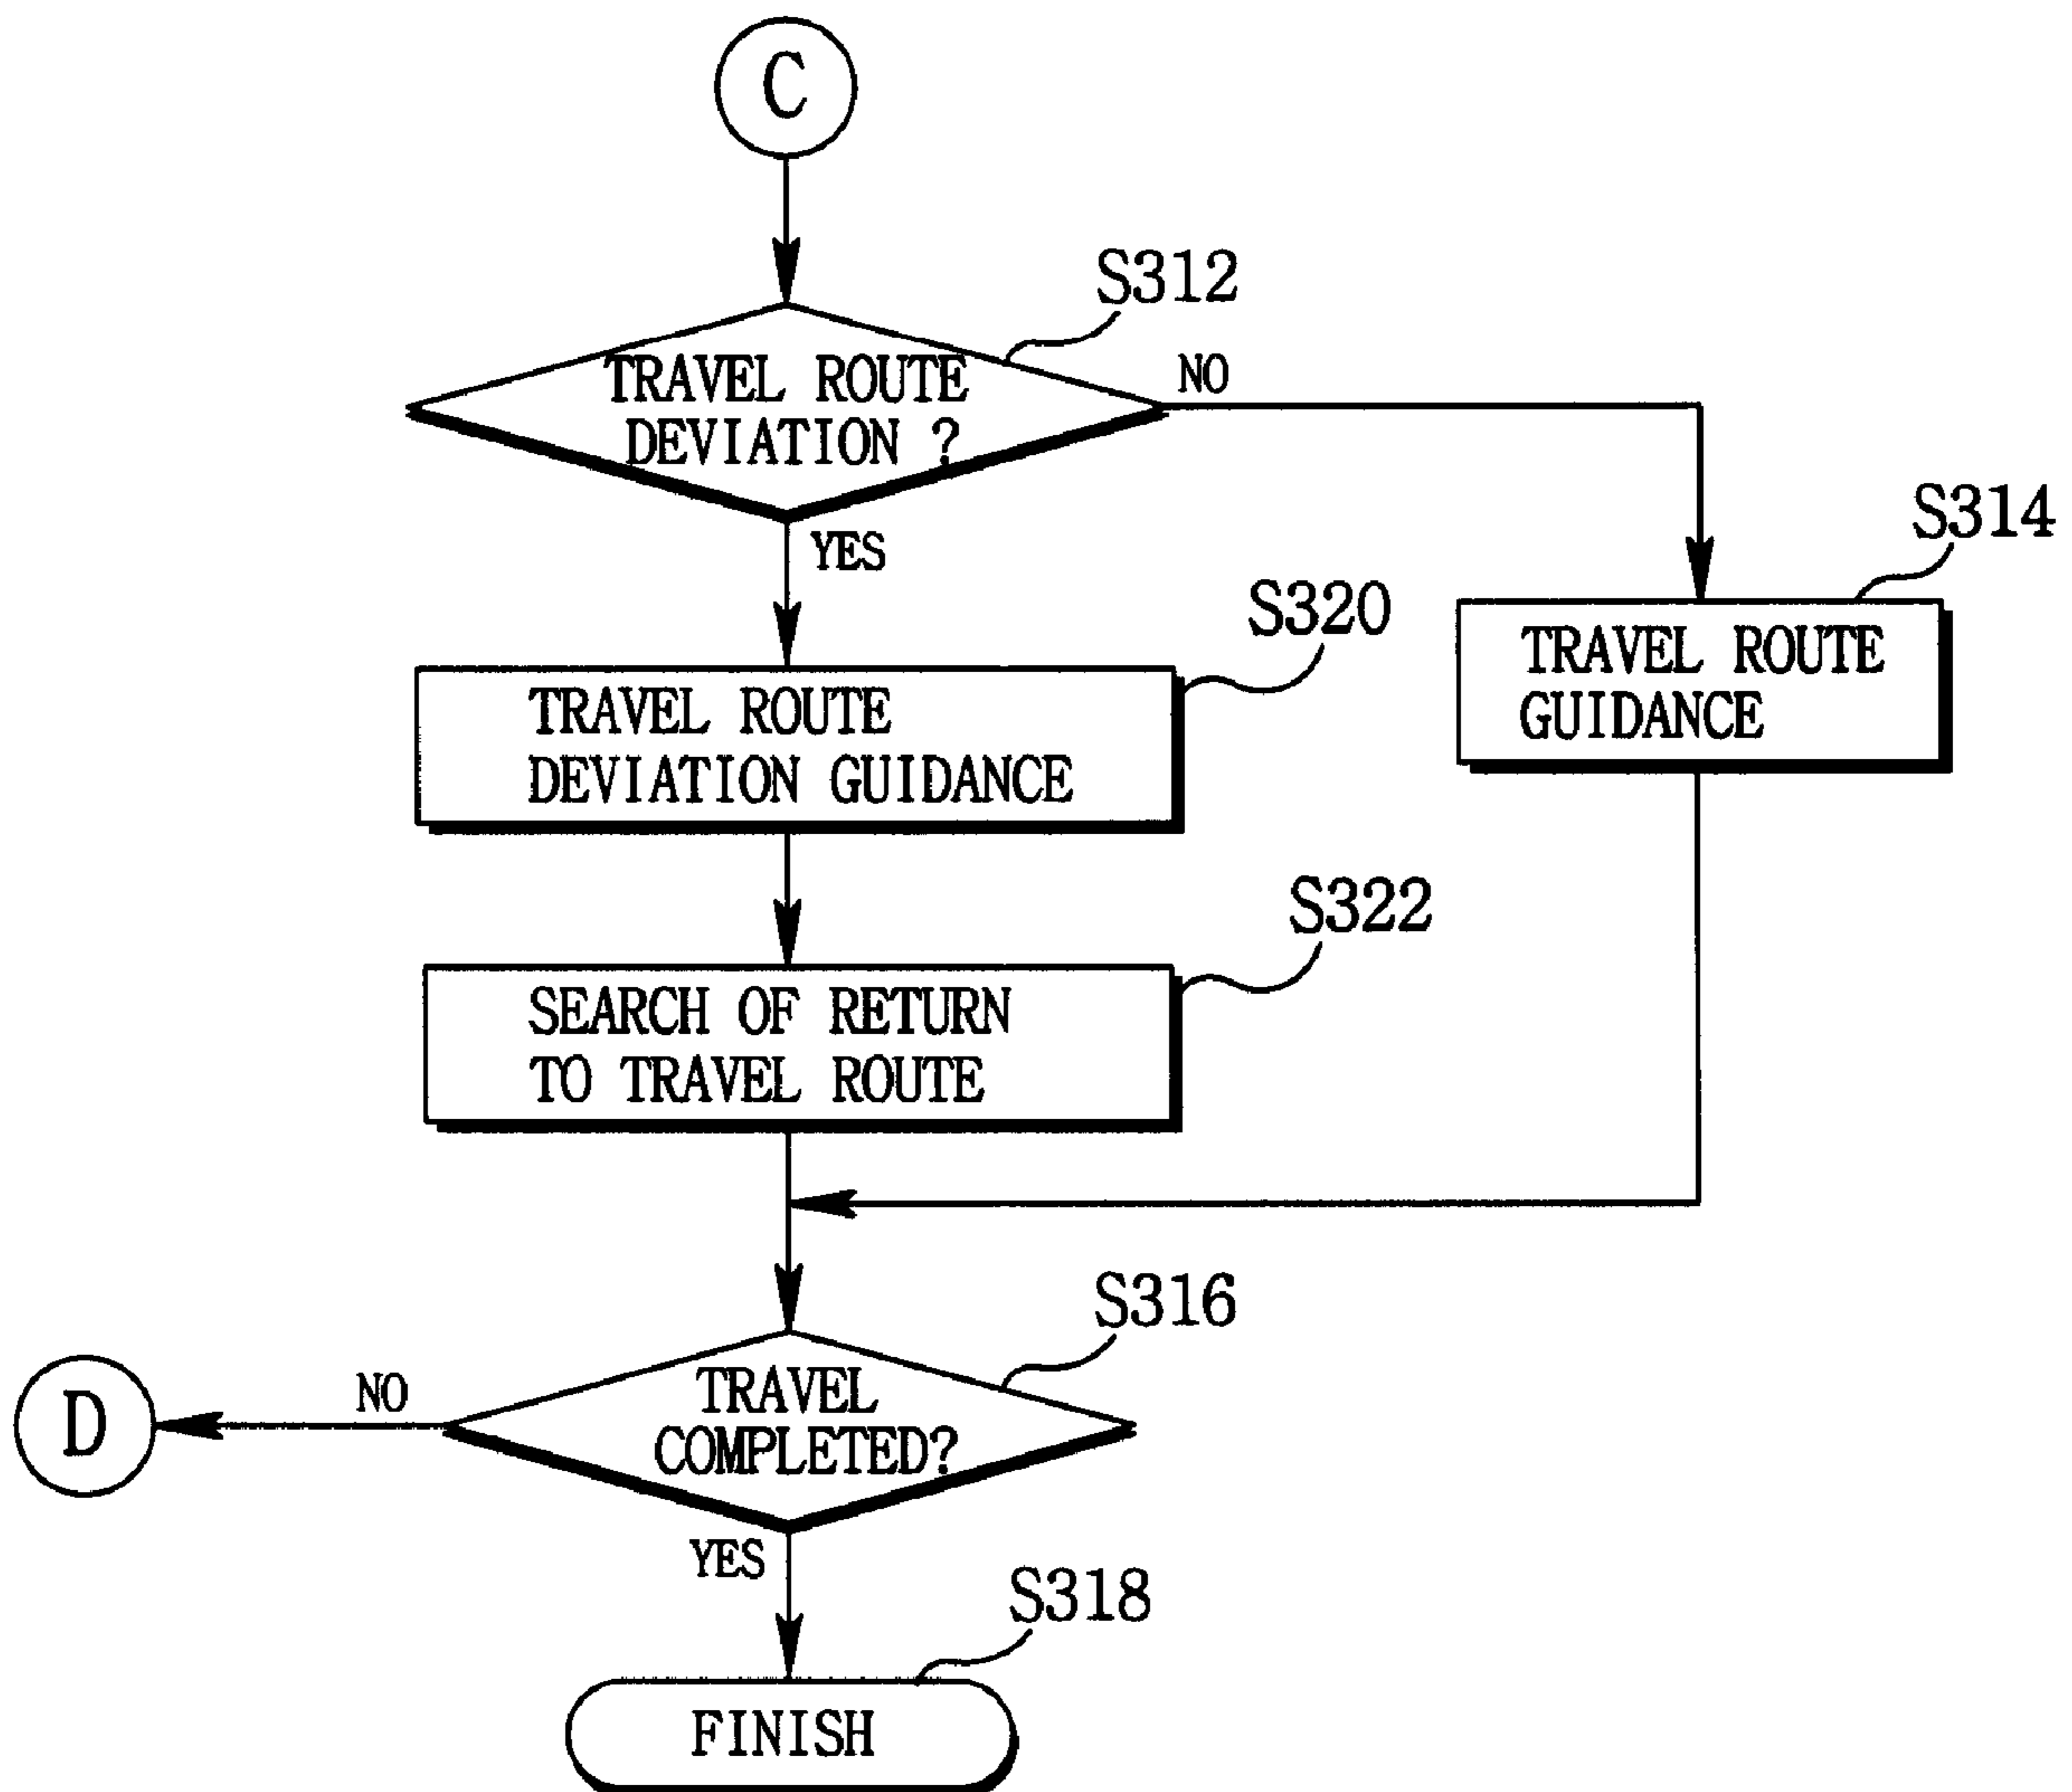 C
S312
TRAVEL ROUTE
DEVIATION ?
NO
YES
S314
TRAVEL ROUTE
GUIDANCE
S320
TRAVEL ROUTE
DEVIATION GUIDANCE
S322
SEARCH OF RETURN
TO TRAVEL ROUTE
S316
TRAVEL
COMPLETED?
NO
D
YES
S318
FINISH